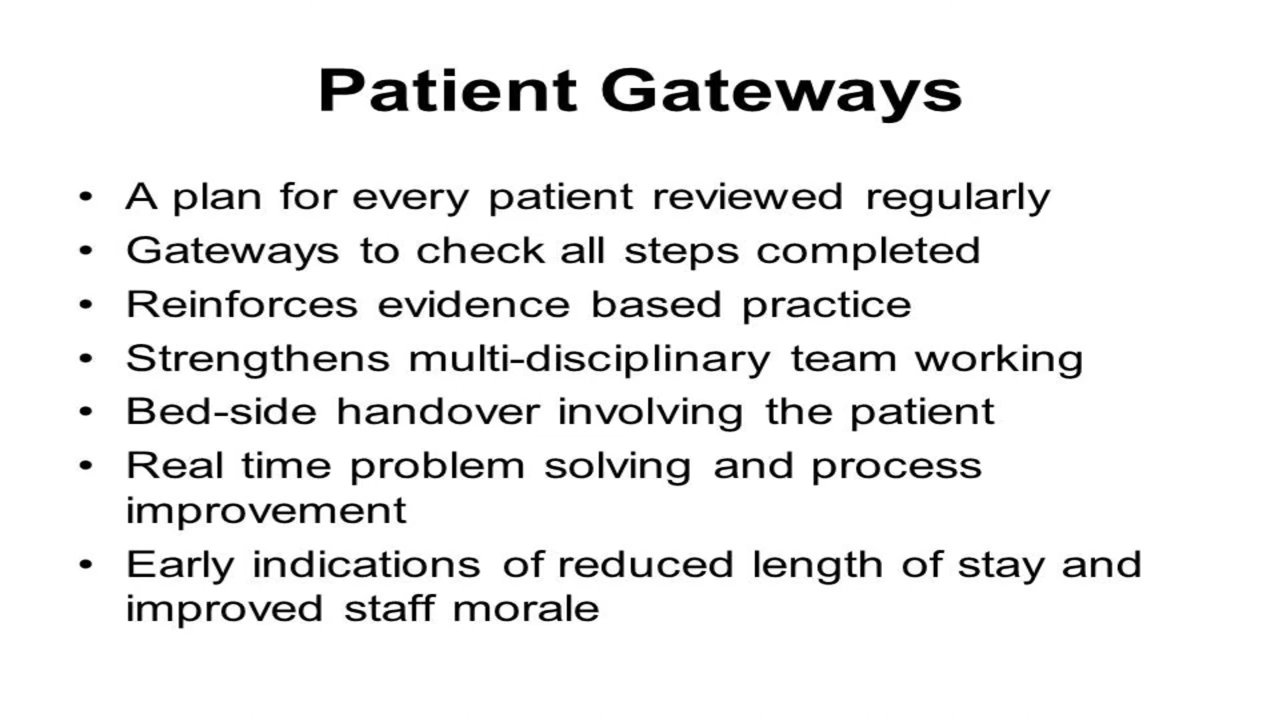 Patient Gateways
• A plan for every patient reviewed regularly
• Gateways to check all steps completed
• Reinforces evidence based practice
• Strengthens multi-disciplinary team working
• Bed-side handover involving the patient
• Real time problem solving and process
improvement
• Early indications of reduced length of stay and
improved staff morale